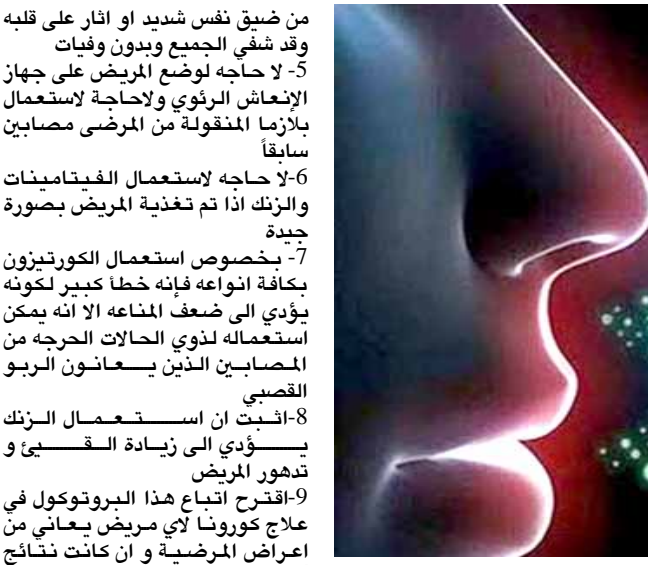 من ضيق نفس شديد او اثار على قلبه
وقد شفي الجميع وبدون وفيات
5- لا حاجه لوضع المريض على جهاز
الإنعاش الرئوي ولاحاجة لاستعمال
بلازما المنقولة من المرضى مصابين
سابقاً
6-لا حاجه لاستعمال الفيتامينات
والزنك اذا تم تغذية المريض بصورة
جيدة
7- بخصوص استعمال الكورتيزون
بكافة انواعه فإنه خطأ كبير لكونه
يؤدي الى ضعف المناعه الا انه يمكن
استعماله لذوي الحالات الحرجه من
المصابين الذين يعانون الربو
القصبي
8-اثبت ان استعمال الزنك
يؤدي الى زيادة القيئ و
تدهور المريض
9-اقترح اتباع هذا البروتوكول في
علاج كورونا لاي مريض يعاني من
اعراض المرضية و ان كانت نتائج